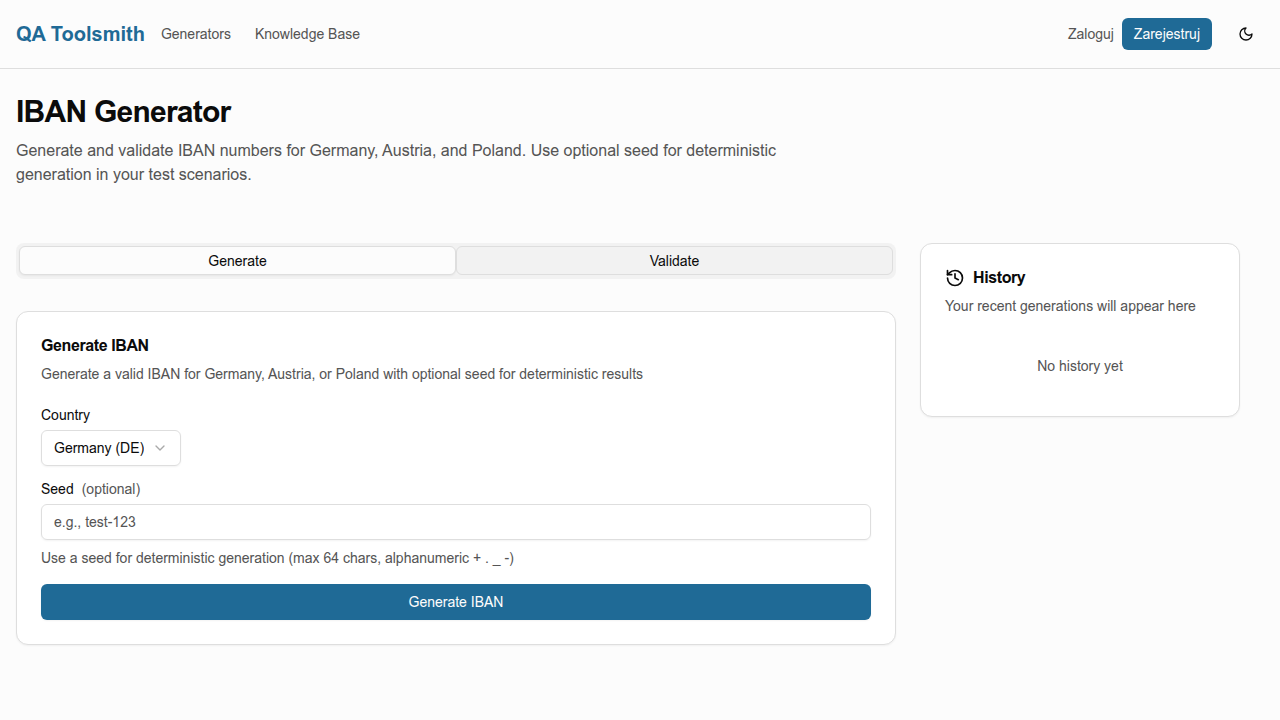 QA Toolsmith Generators Knowledge Base Zaloguj Zarejestruj
IBAN Generator
Generate and validate IBAN numbers for Germany, Austria, and Poland. Use optional seed for deterministic
generation in your test scenarios.
Generate Validate
Generate IBAN
Generate a valid IBAN for Germany, Austria, or Poland with optional seed for deterministic results
Country
Germany (DE)
Seed (optional)
e.g., test-123
Use a seed for deterministic generation (max 64 chars, alphanumeric + . _ -)
Generate IBAN
History
Your recent generations will appear here
No history yet